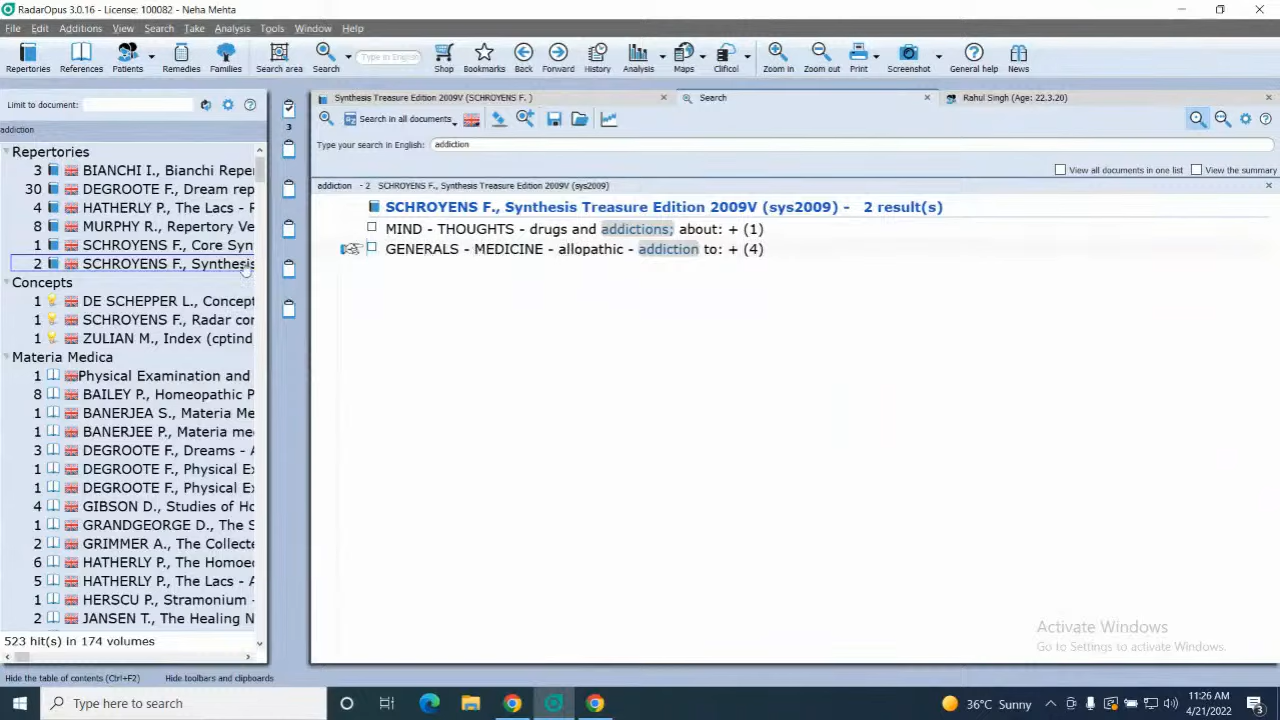 RadarOpus 3.0.16 - License: 100082 - Neha Mehta
File Edit Additions View Search Take Analysis Tools Window Help
Type in English
Repertories References Patients Remedies Families Search area Search Shop Bookmarks Back Forward History Analysis Maps Clificol Zoom in Zoom out Print Screenshot General help News
Limit to document:
addiction
Repertories
3 BIANCHI I., Bianchi Reper
30 DEGROOTE F., Dream rep
4 HATHERLY P., The Lacs - R
8 MURPHY R., Repertory Ve
1 SCHROYENS F., Core Syn
2 SCHROYENS F., Synthesis
Concepts
1 DE SCHEPPER L., Concept
1 SCHROYENS F., Radar cor
1 ZULIAN M., Index (cptind
Materia Medica
1 Physical Examination and
8 BAILEY P., Homeopathic P
1 BANERJEA S., Materia Me
1 BANERJEE P., Materia med
3 DEGROOTE F., Dreams - A
1 DEGROOTE F., Physical Ex
1 DEGROOTE F., Physical Ex
4 GIBSON D., Studies of Ho
1 GRANDGEORGE D., The S
2 GRIMMER A., The Collecte
6 HATHERLY P., The Homoe
5 HATHERLY P., The Lacs - A
1 HERSCU P., Stramonium -
2 JANSEN T., The Healing N
523 hit(s) in 174 volumes
Hide the table of contents (Ctrl+F2) Hide toolbars and clipboards
3
Synthesis Treasure Edition 2009V (SCHROYENS F. ) Search Rahul Singh (Age: 22.3.20)
Search in all documents
Type your search in English: addiction
View all documents in one list View the summary
addiction - 2 SCHROYENS F., Synthesis Treasure Edition 2009V (sys2009)
SCHROYENS F., Synthesis Treasure Edition 2009V (sys2009) - 2 result(s)
MIND - THOUGHTS - drugs and addictions; about: + (1)
GENERALS - MEDICINE - allopathic - addiction to: + (4)
Activate Windows
Go to Settings to activate Windows.
Type here to search
36°C Sunny
11:26 AM
4/21/2022
3